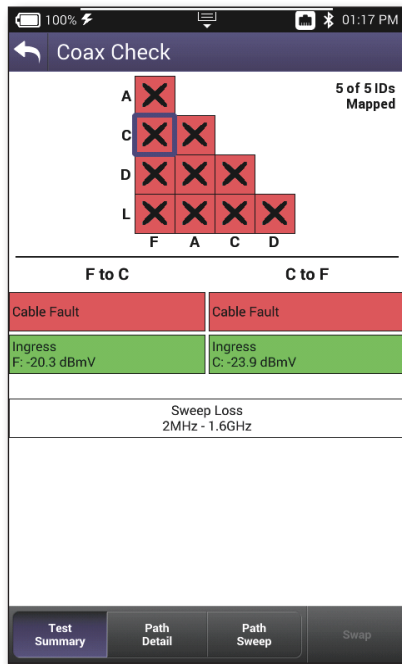 100% 01:17 PM
Coax Check
5 of 5 IDs
Mapped
A
C
D
L
F A C D
F to C C to F
Cable Fault Cable Fault
Ingress Ingress
F: -20.3 dBmV C: -23.9 dBmV
Sweep Loss
2MHz - 1.6GHz
Test Path Path
Summary Detail Sweep Swap